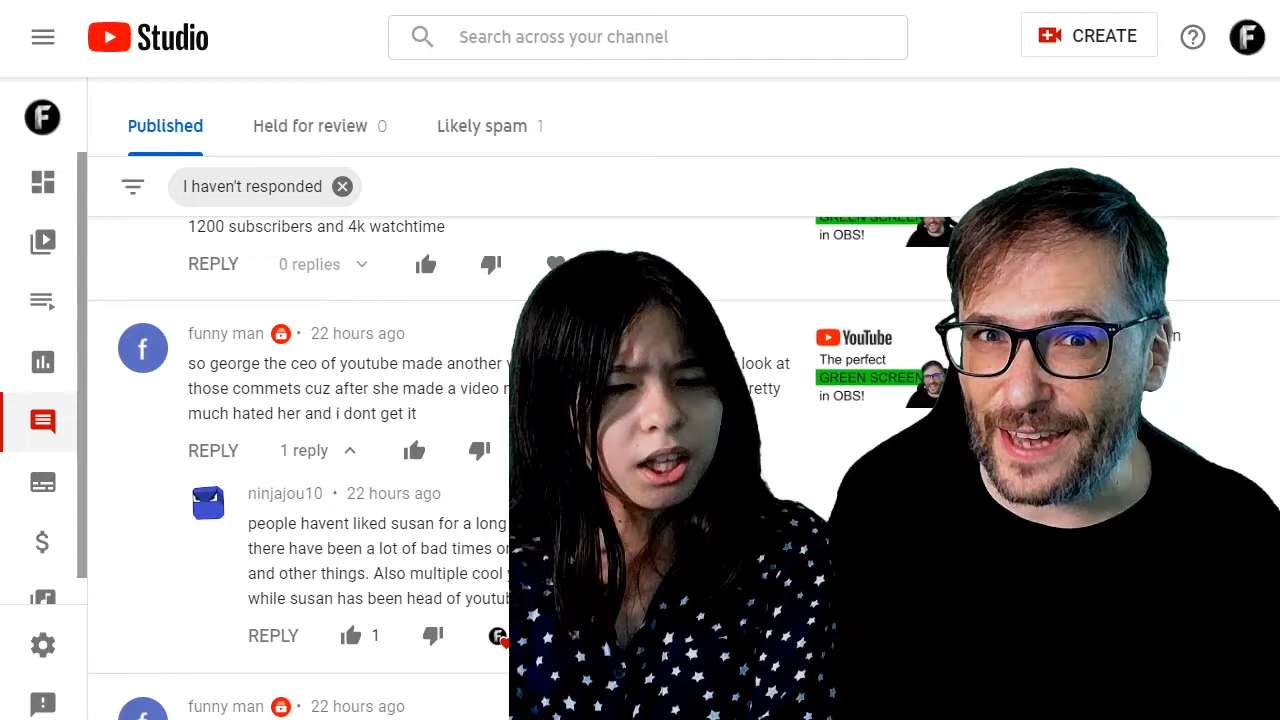 Studio
Search across your channel
CREATE
F
F
Published
Held for review 0
Likely spam 1
I haven't responded
1200 subscribers and 4k watchtime
GREEN SCREEN
in OBS!
REPLY
0 replies
f
funny man • 22 hours ago
so george the ceo of youtube made another
look at
those commets cuz after she made a video
retty
much hated her and i dont get it
YouTube
The perfect
GREEN SCREEN
in OBS!
REPLY
1 reply
ninjajou10 • 22 hours ago
people havent liked susan for a long
there have been a lot of bad times
and other things. Also multiple cool
while susan has been head of
REPLY
1
F
funny man • 22 hours ago